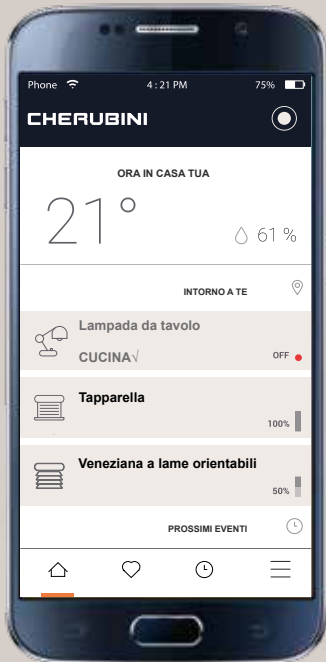 Phone 4:21 PM 75%
CHERUBINI
ORA IN CASA TUA
21° 61 %
INTORNO A TE
Lampada da tavolo
CUCINA√
OFF
Tapparella
100%
Veneziana a lame orientabili
50%
PROSSIMI EVENTI